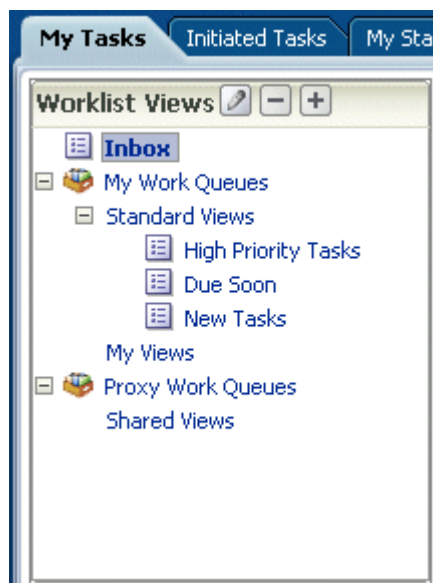 My Tasks Initiated Tasks My Sta
Worklist Views
Inbox
My Work Queues
Standard Views
High Priority Tasks
Due Soon
New Tasks
My Views
Proxy Work Queues
Shared Views